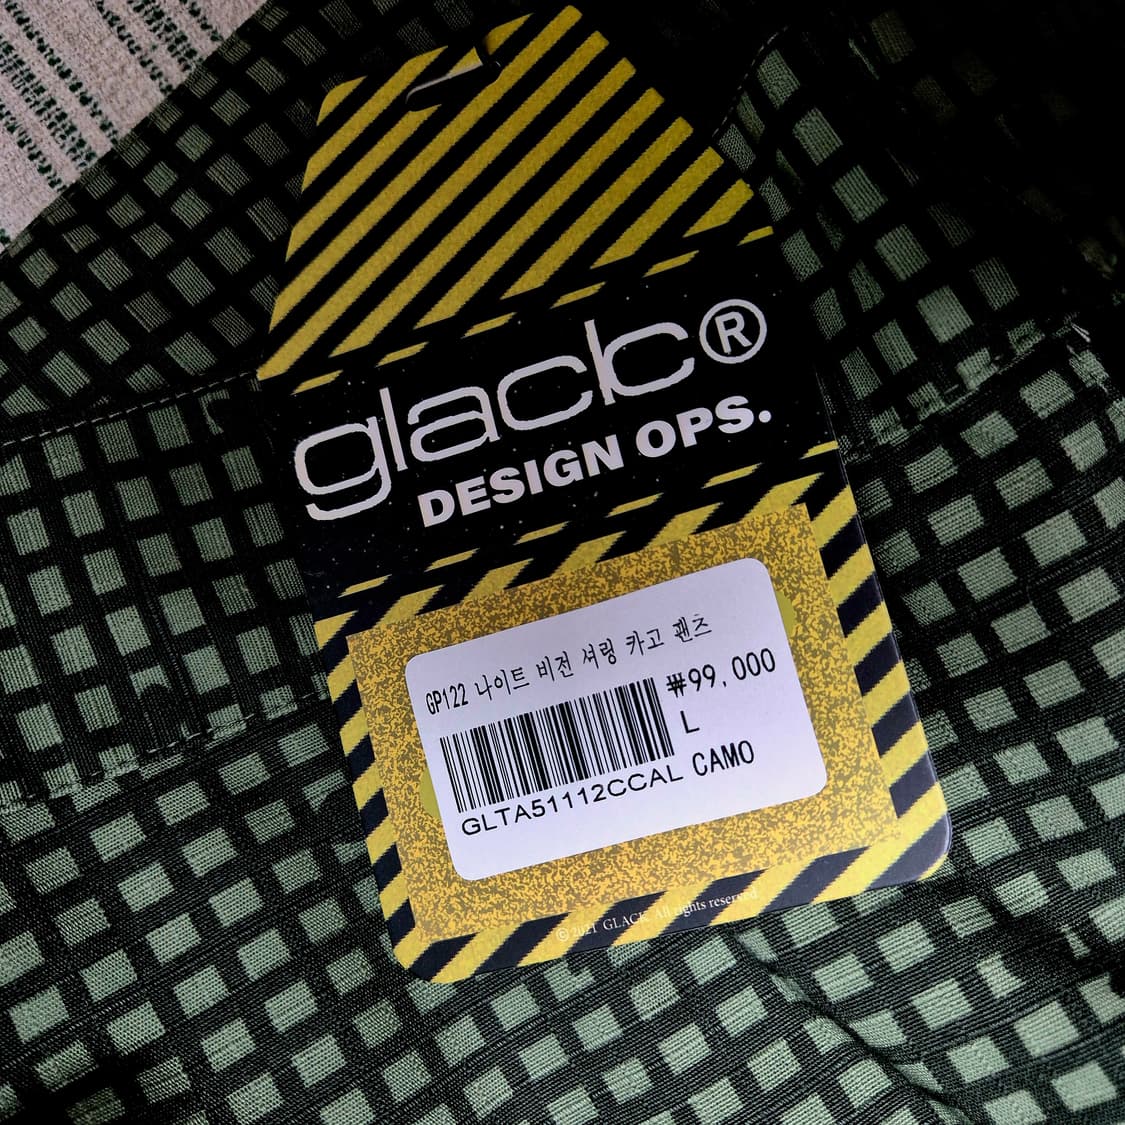 glack®
DESIGN OPS.
GP122 나이트 비전 셔링 카고 팬츠
₩99,000
L
GLTA51112CCAL CAMO
© 2021 GLACK. All rights reserved.